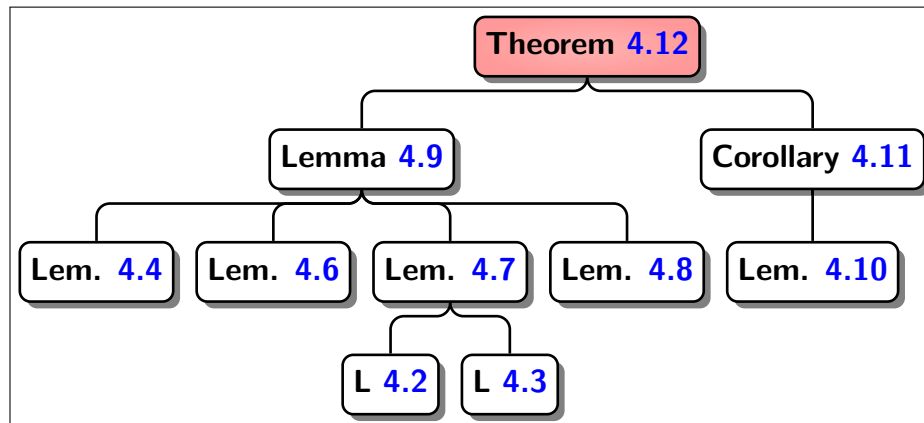 Theorem 4.12
Lemma 4.9
Corollary 4.11
Lem. 4.4
Lem. 4.6
Lem. 4.7
Lem. 4.8
Lem. 4.10
L 4.2
L 4.3